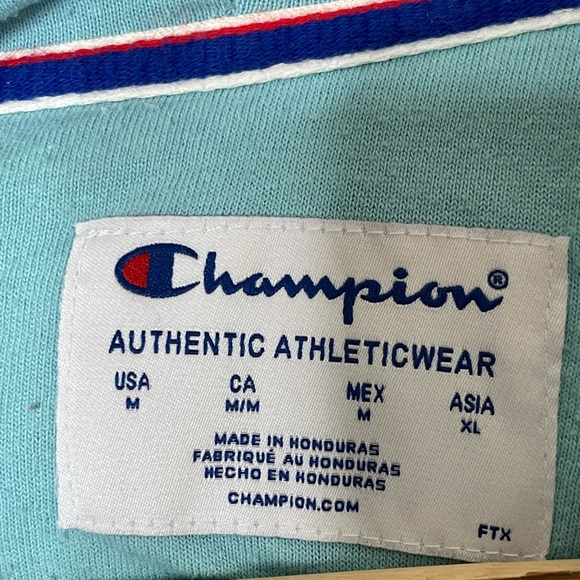 Champion®
AUTHENTIC ATHLETICWEAR
USA CA MEX ASIA
M M/M M XL
MADE IN HONDURAS
FABRIQUÉ AU HONDURAS
HECHO EN HONDURAS
CHAMPION.COM
FTX